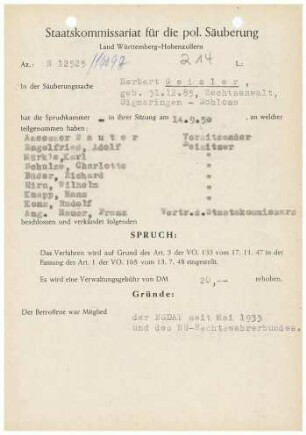 Staatskommissariat für die pol. Säuberung
Land Württemberg-Hohenzollern
Az.: N 12525 214 L:
In der Säuberungssache Herbert Geisler,
geb. 31.12.85, Rechtsanwalt,
Sigmaringen - Schloss
hat die Spruchkammer — in ihrer Sitzung am 14.9.50 , an welcher
teilgenommen haben:
Assessor Sauter Vorsitzender
Engelfried, Adolf Beisitzer
Merkle, Karl "
Schulze, Charlotte "
Bader, Richard "
Hirn, Wilhelm "
Knapp, Hans "
Konz, Rudolf "
Ang. Bauer, Franz Vertr.d.Staatskommissars
beschlossen und verkündet folgenden
SPRUCH:
Das Verfahren wird auf Grund des Art. 3 der VO. 133 vom 17. 11. 47 in der
Fassung des Art. 1 der VO. 165 vom 13. 7. 48 eingestellt.
Es wird eine Verwaltungsgebühr von DM 20,-- erhoben.
Gründe:
Der Betroffene war Mitglied
der NSDAP seit Mai 1933
und des NS-Rechtswahrerbundes.